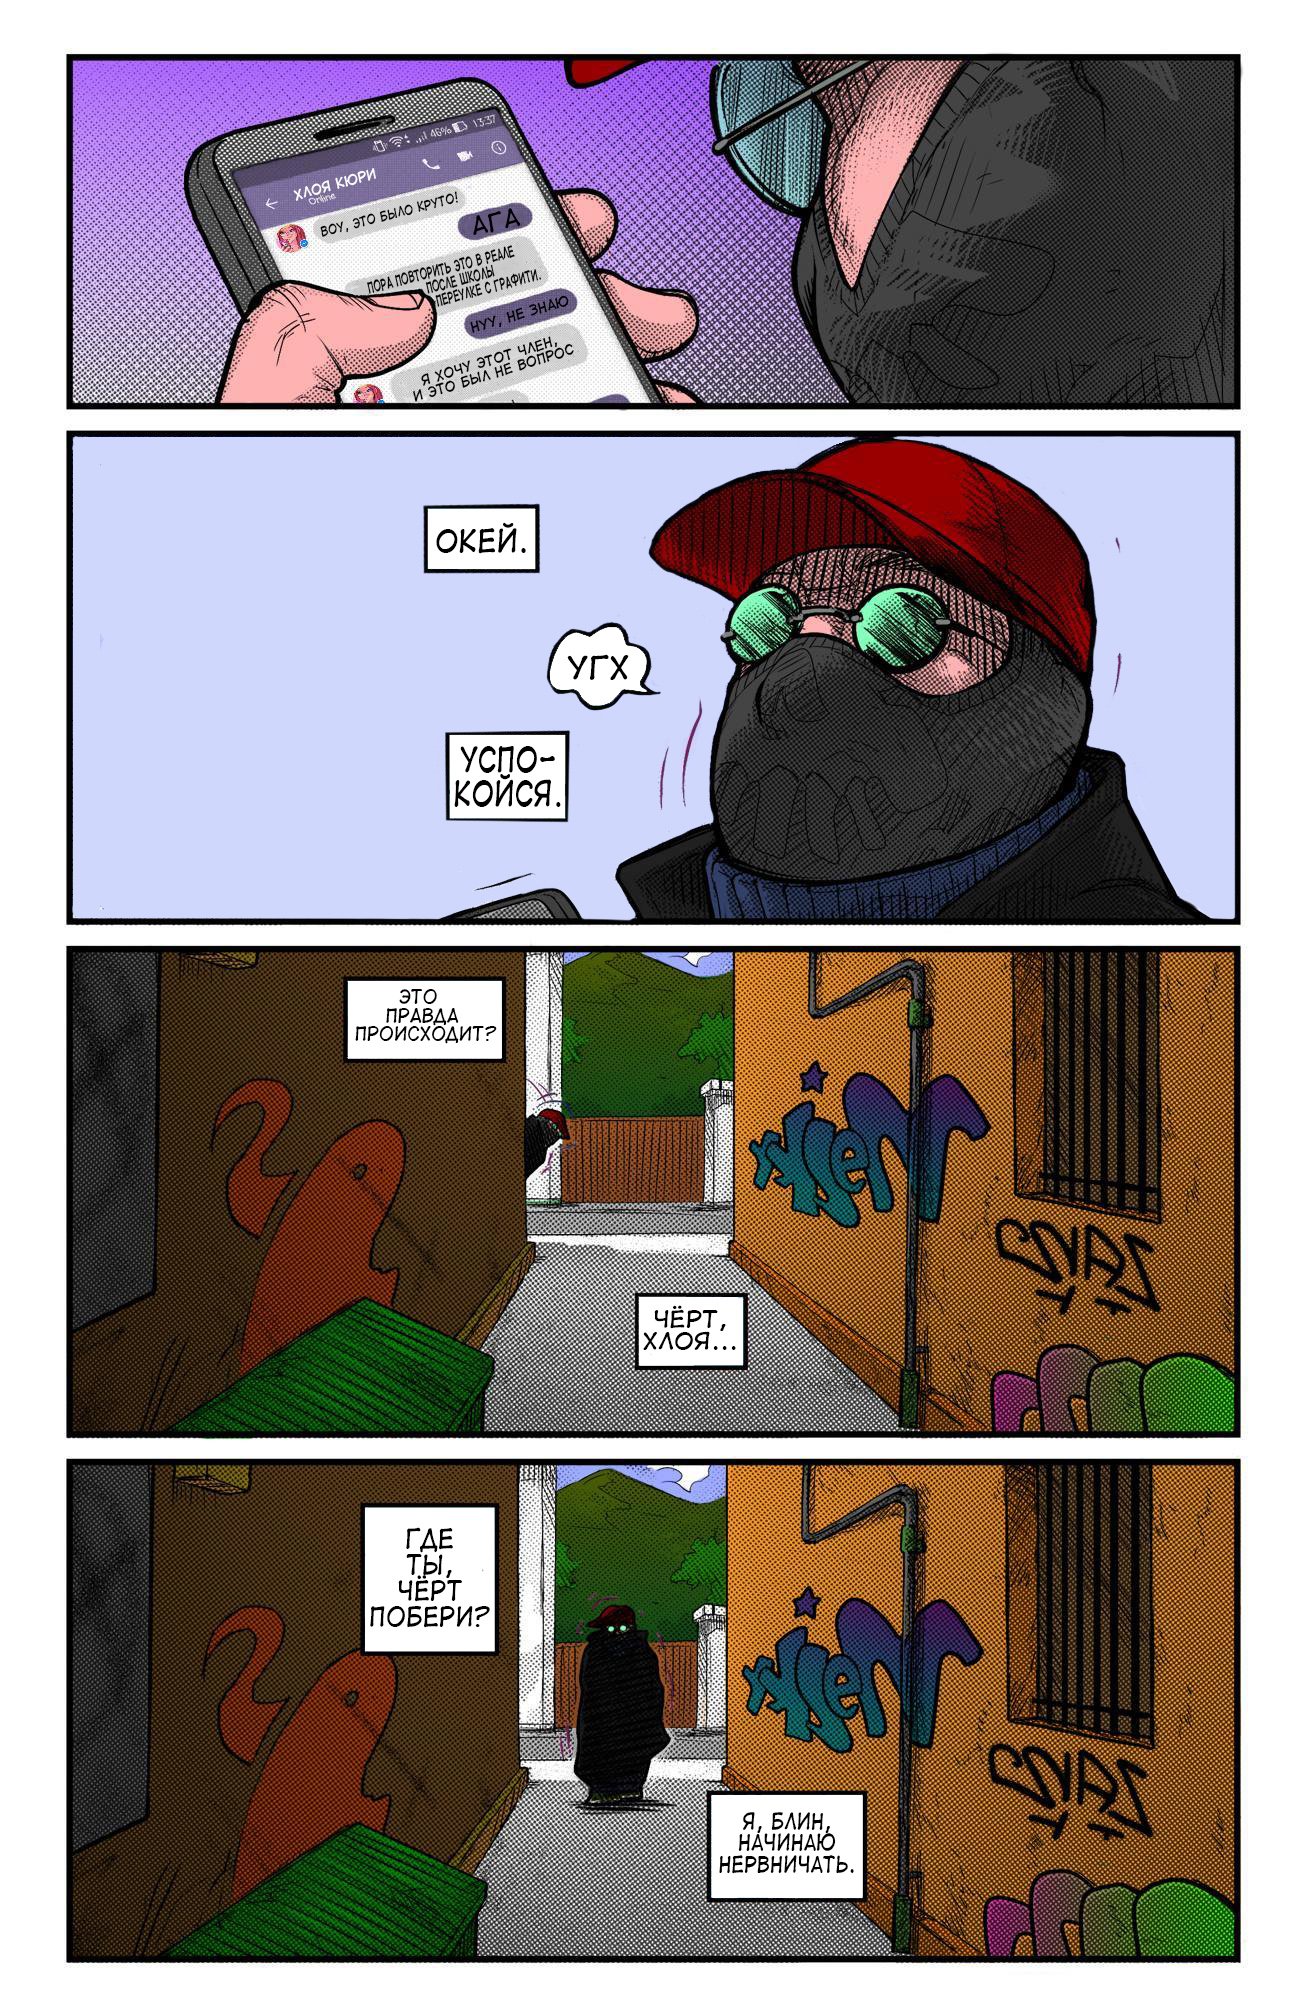 46% 13:37
ХЛОЯ КЮРИ
Online
ВОУ, ЭТО БЫЛО КРУТО!
АГА
ПОРА ПОВТОРИТЬ ЭТО В РЕАЛЕ
ПОСЛЕ ШКОЛЫ
ПЕРЕУЛКЕ С ГРАФИТИ.
НУУ, НЕ ЗНАЮ
Я ХОЧУ ЭТОТ ЧЛЕН,
И ЭТО БЫЛ НЕ ВОПРОС
ОКЕЙ.
УГХ
УСПО-
КОЙСЯ.
ЭТО
ПРАВДА
ПРОИСХОДИТ?
ЧЁРТ,
ХЛОЯ...
ГДЕ
ТЫ,
ЧЁРТ
ПОБЕРИ?
Я, БЛИН,
НАЧИНАЮ
НЕРВНИЧАТЬ.